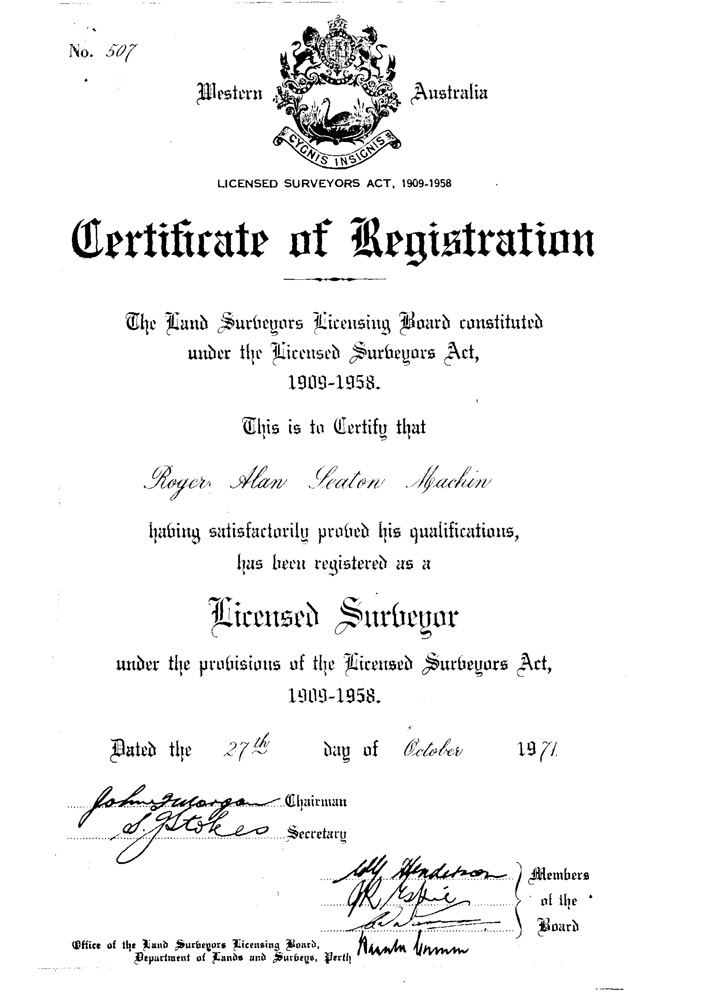 No. 507
Western Australia
CYGNIS INSIGNIS
LICENSED SURVEYORS ACT, 1909-1958
Certificate of Registration
The Land Surveyors Licensing Board constituted
under the Licensed Surveyors Act,
1909-1958.
This is to Certify that
Roger Alan Seaton Machin
having satisfactorily proved his qualifications,
has been registered as a
Licensed Surveyor
under the provisions of the Licensed Surveyors Act,
1909-1958.
Dated the 27th day of October 1971.
John F Morgan Chairman
S. J Stokes Secretary
Henderson
Members
of the
Board
Office of the Land Surveyors Licensing Board,
Department of Lands and Surveys, Perth